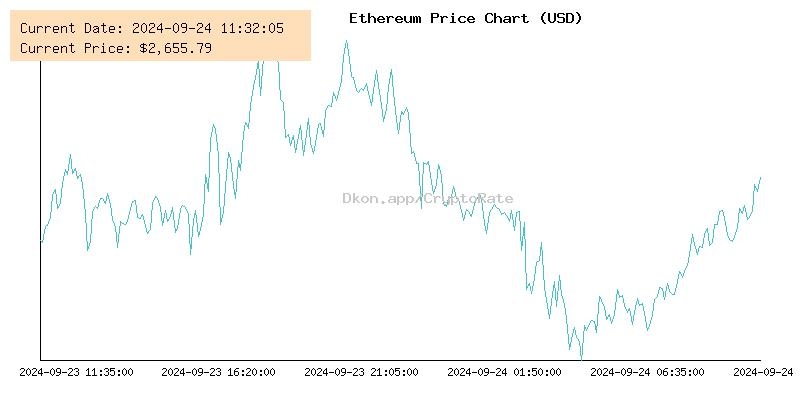 Ethereum Price Chart (USD)
Current Date: 2024-09-24 11:32:05
Current Price: $2,655.79
Dkon.app/CryptoRate
2024-09-23 11:35:00 2024-09-23 16:20:00 2024-09-23 21:05:00 2024-09-24 01:50:00 2024-09-24 06:35:00 2024-09-24